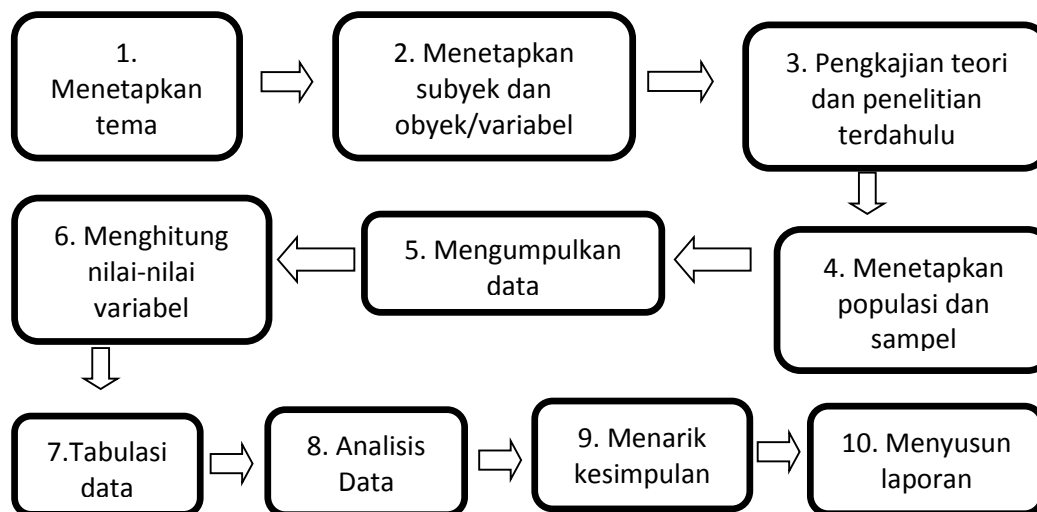 1.
Menetapkan
tema
2. Menetapkan
subyek dan
obyek/variabel
3. Pengkajian teori
dan penelitian
terdahulu
4. Menetapkan
populasi dan
sampel
5. Mengumpulkan
data
6. Menghitung
nilai-nilai
variabel
7.Tabulasi
data
8. Analisis
Data
9. Menarik
kesimpulan
10. Menyusun
laporan